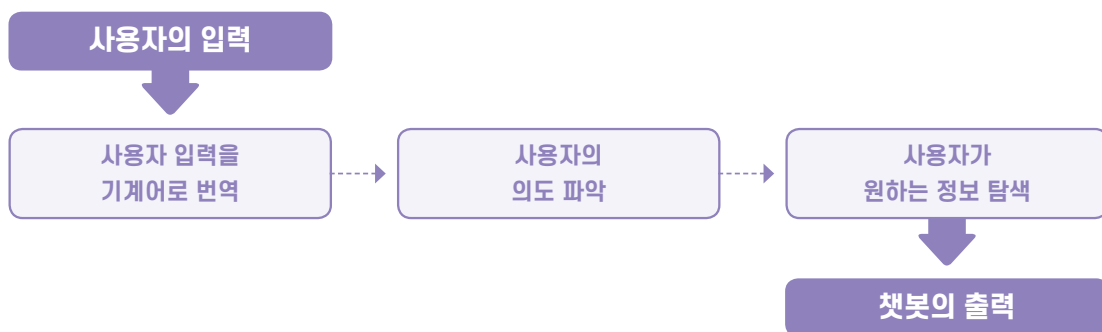 사용자의 입력
사용자 입력을
기계어로 번역
사용자의
의도 파악
사용자가
원하는 정보 탐색
챗봇의 출력